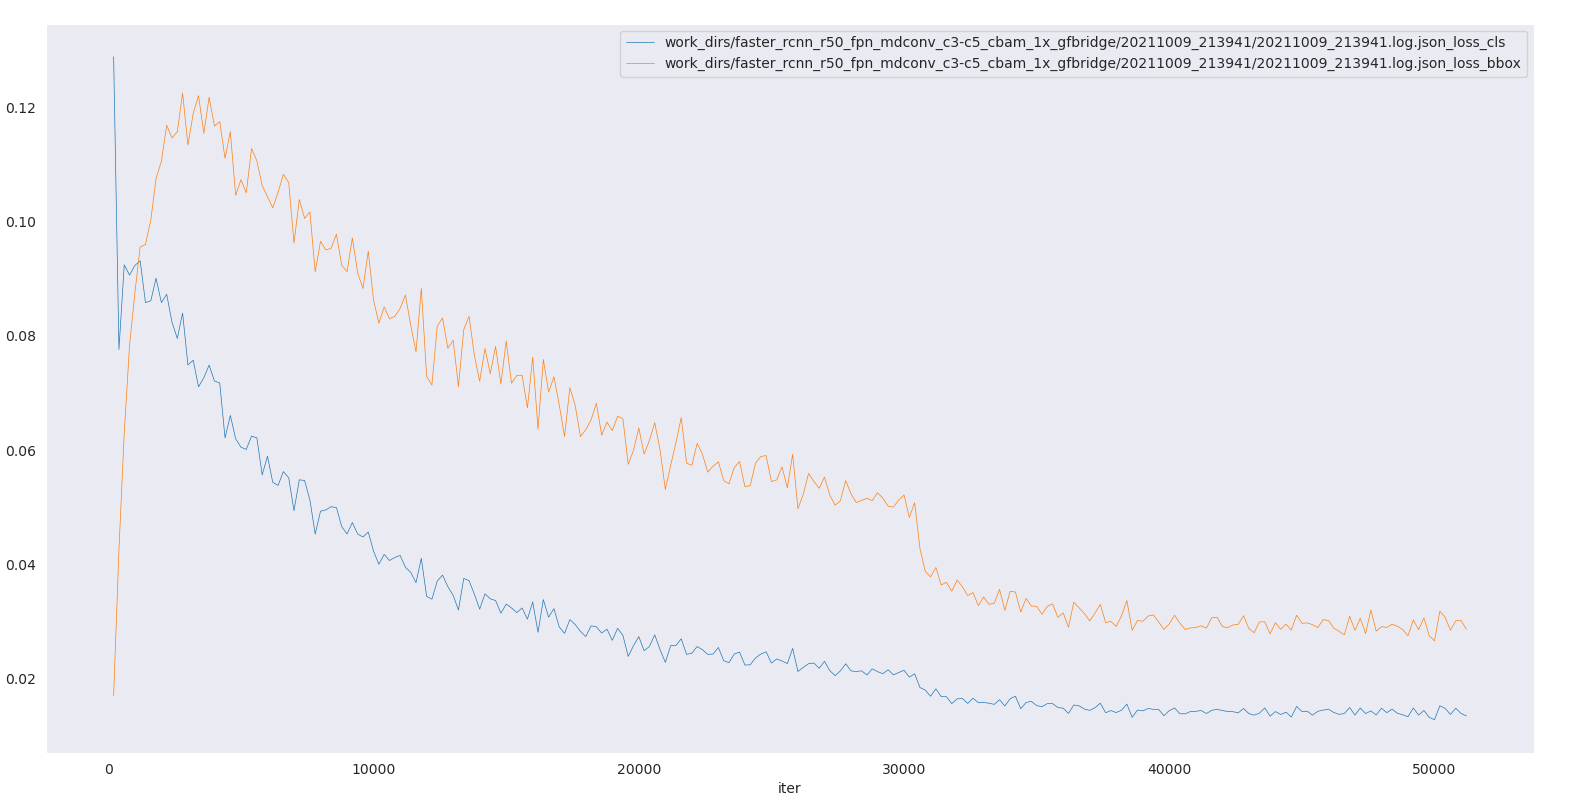 work_dirs/faster_rcnn_r50_fpn_mdconv_c3-c5_cbam_1x_gfbridge/20211009_213941/20211009_213941.log.json_loss_cls
work_dirs/faster_rcnn_r50_fpn_mdconv_c3-c5_cbam_1x_gfbridge/20211009_213941/20211009_213941.log.json_loss_bbox
0.12
0.10
0.08
0.06
0.04
0.02
0 10000 20000 30000 40000 50000
iter